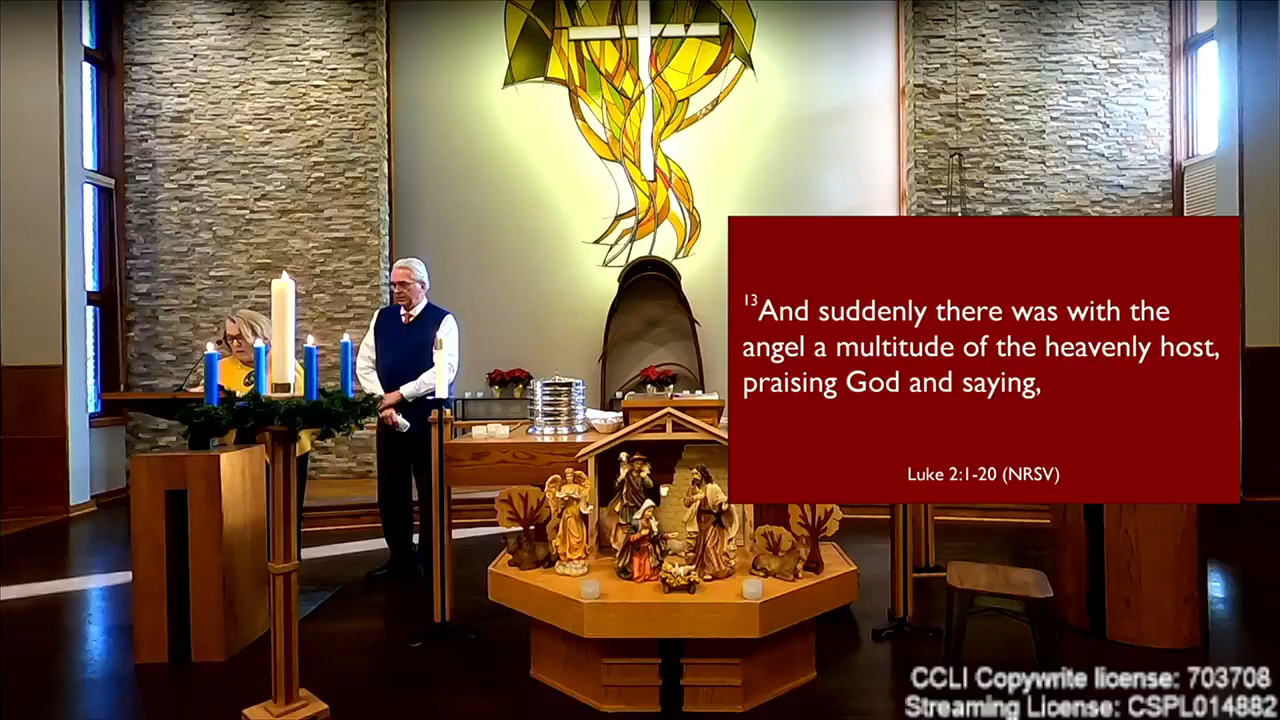 ¹³And suddenly there was with the
angel a multitude of the heavenly host,
praising God and saying,
Luke 2:1-20 (NRSV)
CCLI Copywrite license: 703708
Streaming License: CSPL014882